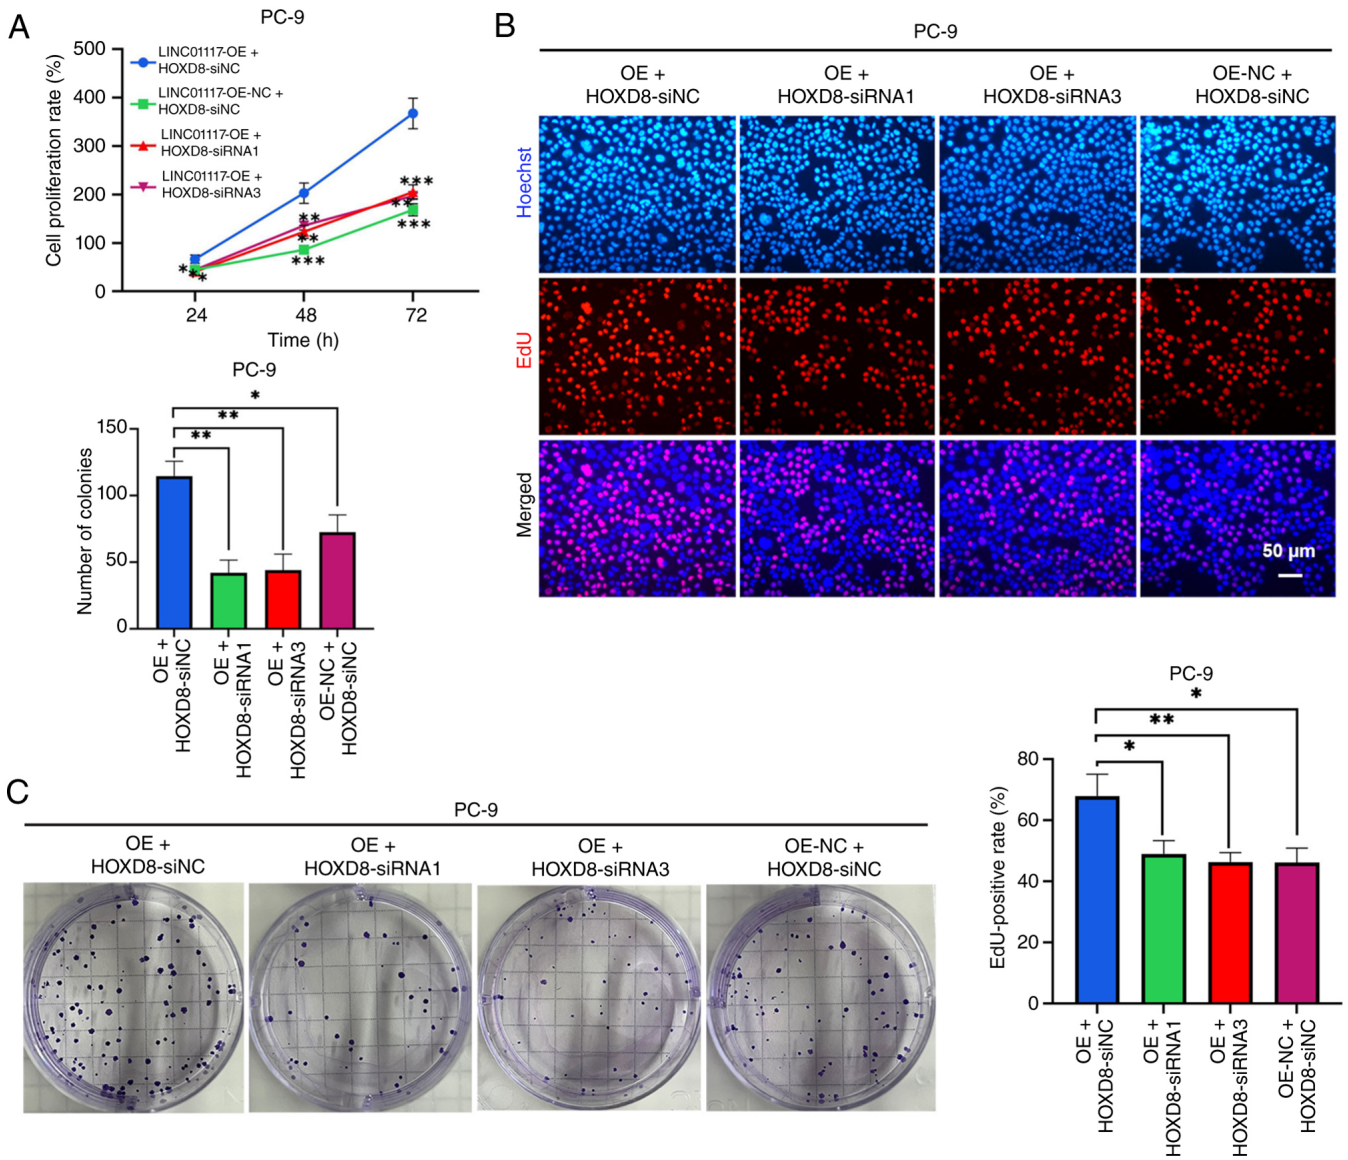 A
PC-9
Cell proliferation rate (%)
500
400
300
200
100
0
LINC01117-OE +
HOXD8-siNC
LINC01117-OE-NC +
HOXD8-siNC
LINC01117-OE +
HOXD8-siRNA1
LINC01117-OE +
HOXD8-siRNA3
***
**
***
**
**
***
*
*
*
24
48
72
Time (h)
PC-9
*
**
**
Number of colonies
150
100
50
0
OE +
HOXD8-siNC
OE +
HOXD8-siRNA1
OE +
HOXD8-siRNA3
OE-NC +
HOXD8-siNC
B
PC-9
OE +
HOXD8-siNC
OE +
HOXD8-siRNA1
OE +
HOXD8-siRNA3
OE-NC +
HOXD8-siNC
Hoechst
EdU
Merged
50 μm
PC-9
*
**
*
EdU-positive rate (%)
80
60
40
20
0
OE +
HOXD8-siNC
OE +
HOXD8-siRNA1
OE +
HOXD8-siRNA3
OE-NC +
HOXD8-siNC
C
PC-9
OE +
HOXD8-siNC
OE +
HOXD8-siRNA1
OE +
HOXD8-siRNA3
OE-NC +
HOXD8-siNC